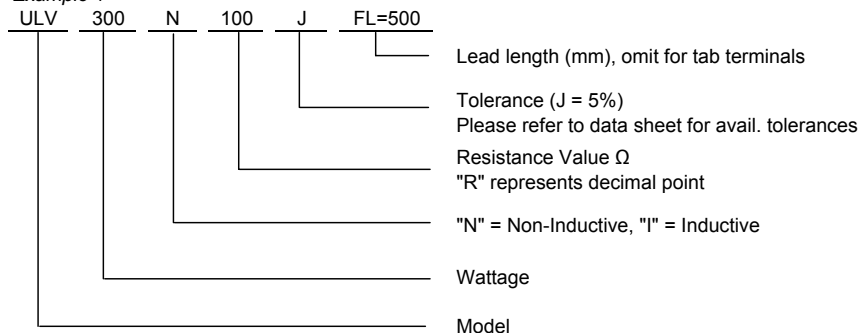 ULV 300 N 100 J FL=500
Lead length (mm), omit for tab terminals
Tolerance (J = 5%)
Please refer to data sheet for avail. tolerances
Resistance Value Ω
"R" represents decimal point
"N" = Non-Inductive, "I" = Inductive
Wattage
Model